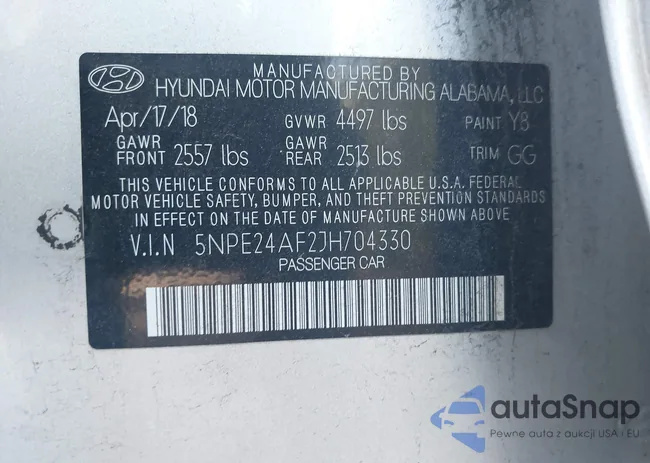 MANUFACTURED BY
HYUNDAI MOTOR MANUFACTURING ALABAMA, LLC
Apr/17/18 GVWR 4497 lbs PAINT Y8
GAWR FRONT 2557 lbs GAWR REAR 2513 lbs TRIM GG
THIS VEHICLE CONFORMS TO ALL APPLICABLE U.S.A. FEDERAL
MOTOR VEHICLE SAFETY, BUMPER, AND THEFT PREVENTION STANDARDS
IN EFFECT ON THE DATE OF MANUFACTURE SHOWN ABOVE
V.I.N 5NPE24AF2JH704330
PASSENGER CAR
autaSnap
Pewne auta z aukcji USA i EU